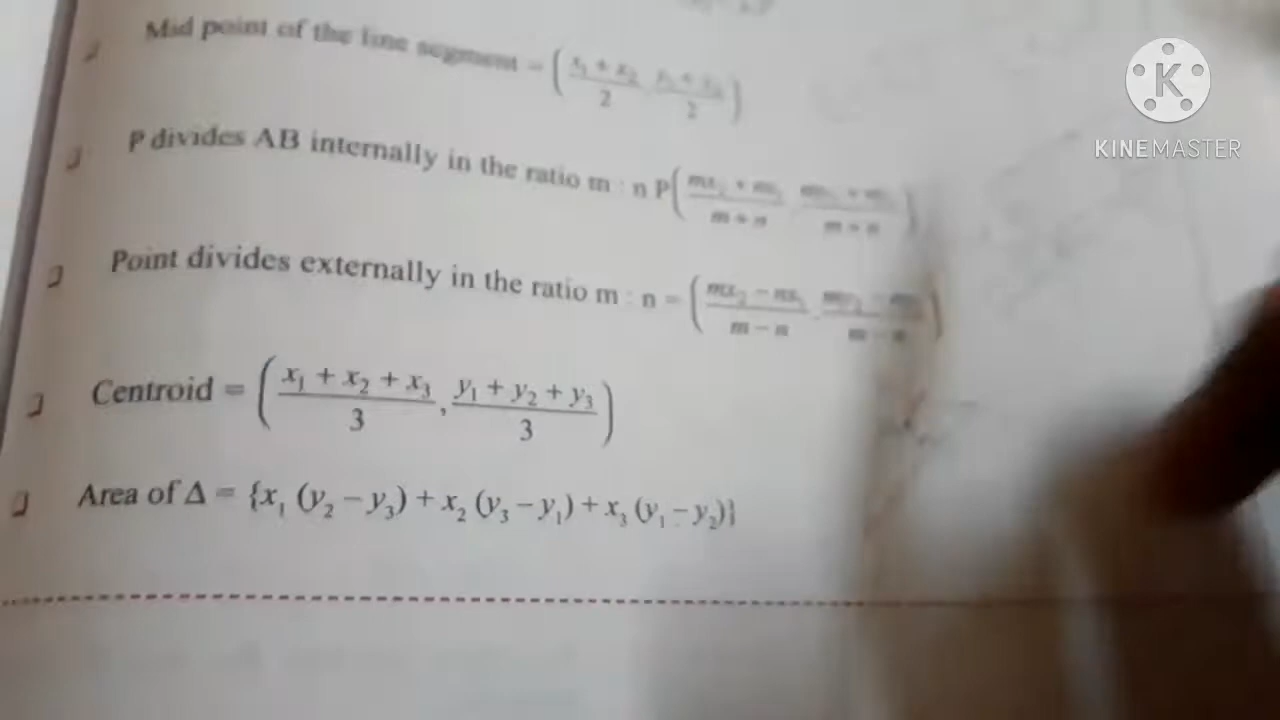 Mid point of the line segment = (x₁ + x₂ / 2, y₁ + y₂ / 2)
P divides AB internally in the ratio m : n P( / m + n, / m + n)
Point divides externally in the ratio m : n = (mx₂ − nx₁ / m − n, / m − n)
Centroid = (x₁ + x₂ + x₃ / 3, y₁ + y₂ + y₃ / 3)
Area of Δ = {x₁ (y₂ − y₃) + x₂ (y₃ − y₁) + x₃ (y₁ − y₂)}
KINEMASTER